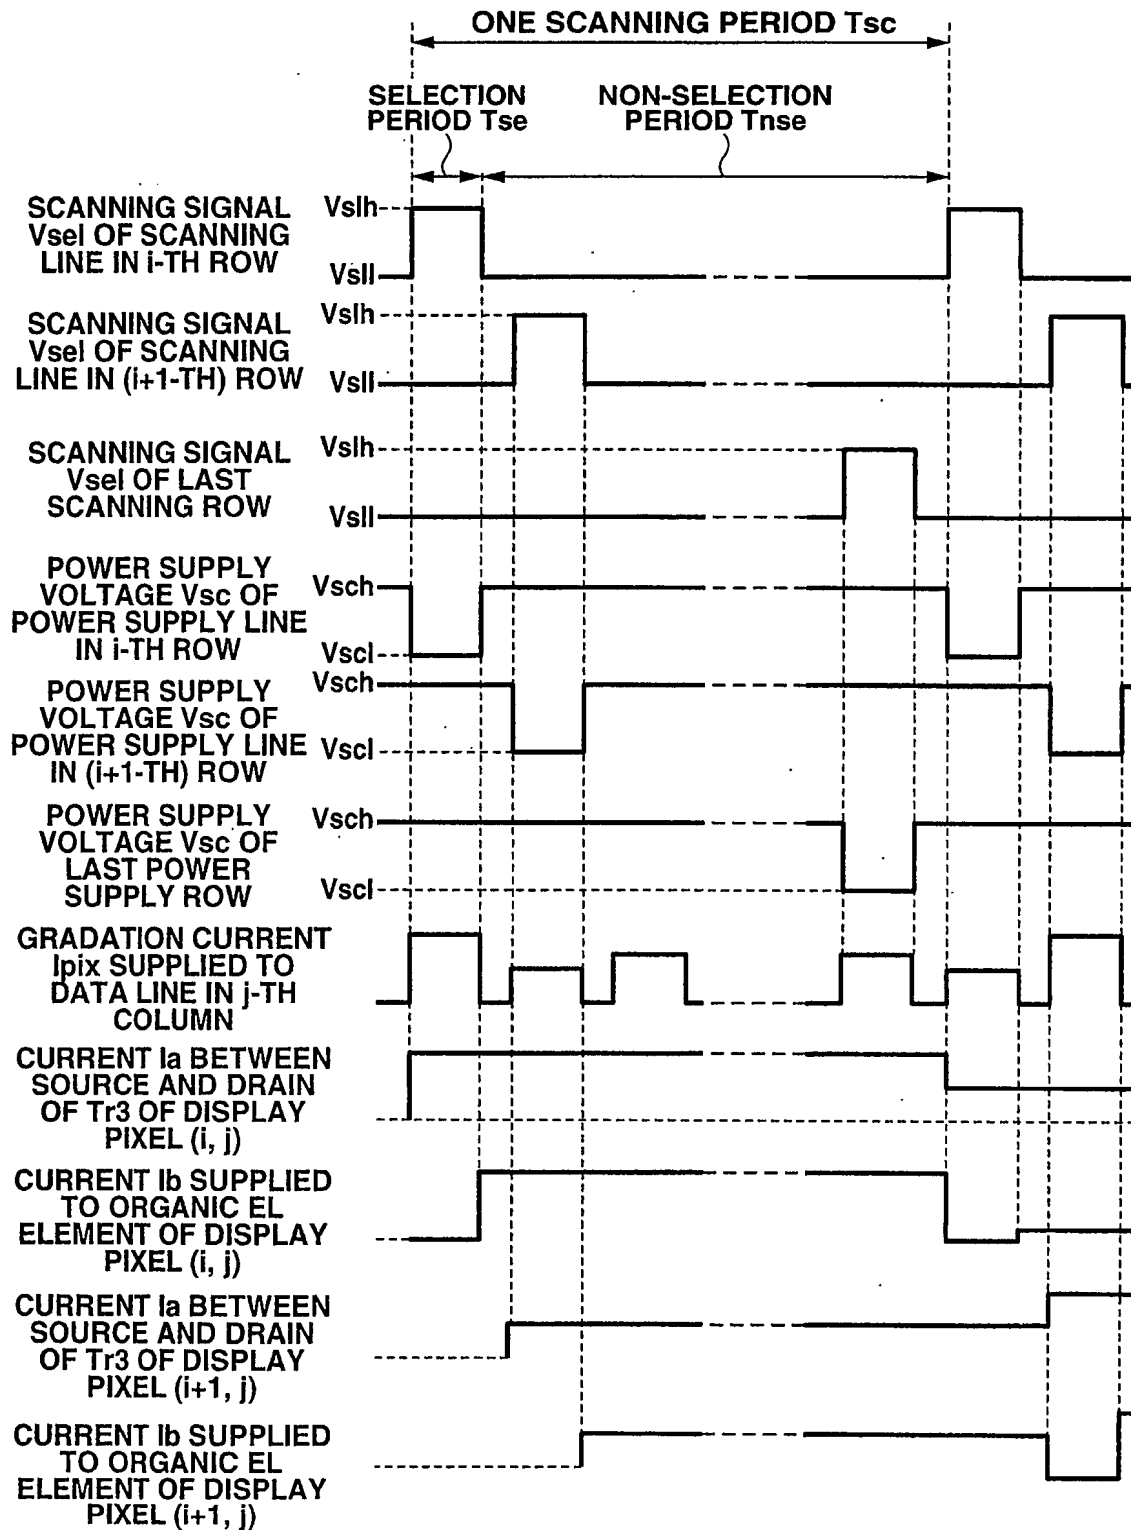 ONE SCANNING PERIOD Tsc
SELECTION
PERIOD Tse
NON-SELECTION
PERIOD Tnse
SCANNING SIGNAL
Vsel OF SCANNING
LINE IN i-TH ROW
Vslh
Vsll
SCANNING SIGNAL
Vsel OF SCANNING
LINE IN (i+1-TH) ROW
Vslh
Vsll
SCANNING SIGNAL
Vsel OF LAST
SCANNING ROW
Vslh
Vsll
POWER SUPPLY
VOLTAGE Vsc OF
POWER SUPPLY LINE
IN i-TH ROW
Vsch
Vscl
POWER SUPPLY
VOLTAGE Vsc OF
POWER SUPPLY LINE
IN (i+1-TH) ROW
Vsch
Vscl
POWER SUPPLY
VOLTAGE Vsc OF
LAST POWER
SUPPLY ROW
Vsch
Vscl
GRADATION CURRENT
Ipix SUPPLIED TO
DATA LINE IN j-TH
COLUMN
CURRENT Ia BETWEEN
SOURCE AND DRAIN
OF Tr3 OF DISPLAY
PIXEL (i, j)
CURRENT Ib SUPPLIED
TO ORGANIC EL
ELEMENT OF DISPLAY
PIXEL (i, j)
CURRENT Ia BETWEEN
SOURCE AND DRAIN
OF Tr3 OF DISPLAY
PIXEL (i+1, j)
CURRENT Ib SUPPLIED
TO ORGANIC EL
ELEMENT OF DISPLAY
PIXEL (i+1, j)